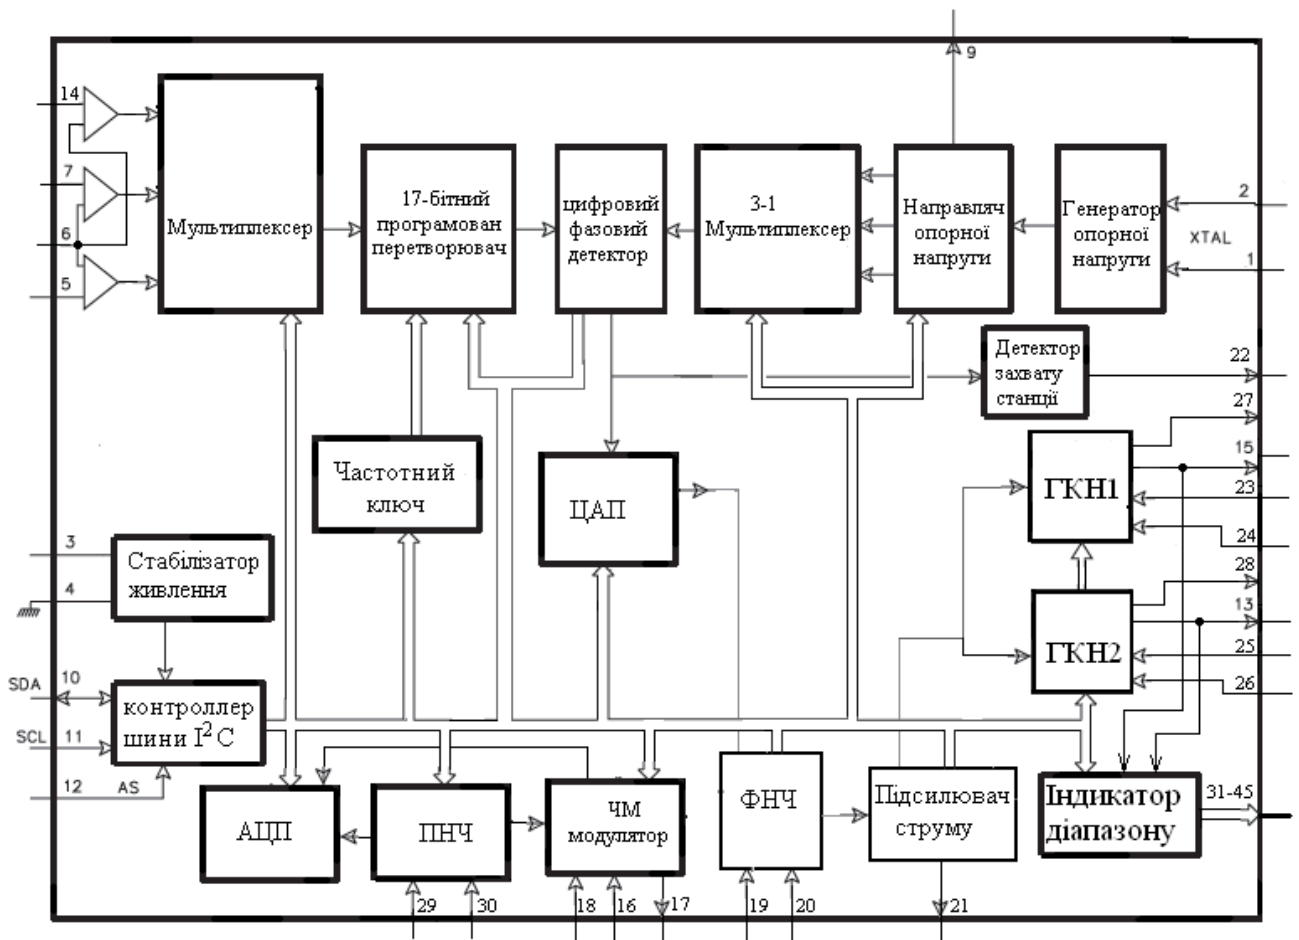 9
14
7
6
5
Мультиплексер
17-бітний
програмован
перетворювач
цифровий
фазовий
детектор
3-1
Мультиплексер
Направляч
опорної
напруги
Генератор
опорної
напруги
2
XTAL
1
Детектор
захвату
станції
22
27
Частотний
ключ
ЦАП
ГКН1
15
23
24
3
4
Стабілізатор
живлення
28
13
ГКН2
25
26
SDA
10
SCL
11
12
AS
контроллер
шини I²C
АЦП
ПНЧ
ЧМ
модулятор
ФНЧ
Підсилювач
струму
Індикатор
діапазону
31-45
29
30
18
16
17
19
20
21